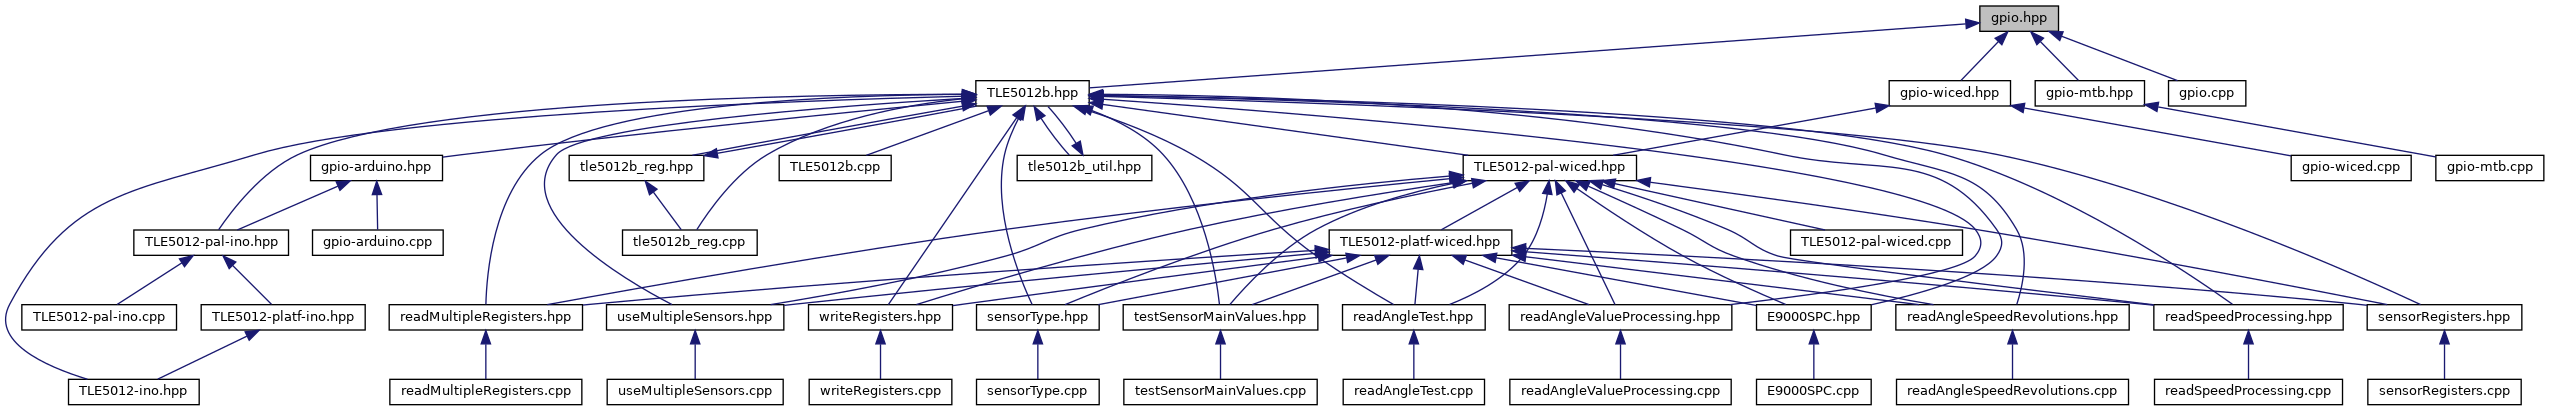 gpio.hpp
TLE5012b.hpp
gpio-wiced.hpp
gpio-mtb.hpp
gpio.cpp
gpio-arduino.hpp
tle5012b_reg.hpp
TLE5012b.cpp
tle5012b_util.hpp
TLE5012-pal-wiced.hpp
gpio-wiced.cpp
gpio-mtb.cpp
TLE5012-pal-ino.hpp
gpio-arduino.cpp
tle5012b_reg.cpp
TLE5012-platf-wiced.hpp
TLE5012-pal-wiced.cpp
TLE5012-pal-ino.cpp
TLE5012-platf-ino.hpp
readMultipleRegisters.hpp
useMultipleSensors.hpp
writeRegisters.hpp
sensorType.hpp
testSensorMainValues.hpp
readAngleTest.hpp
readAngleValueProcessing.hpp
E9000SPC.hpp
readAngleSpeedRevolutions.hpp
readSpeedProcessing.hpp
sensorRegisters.hpp
TLE5012-ino.hpp
readMultipleRegisters.cpp
useMultipleSensors.cpp
writeRegisters.cpp
sensorType.cpp
testSensorMainValues.cpp
readAngleTest.cpp
readAngleValueProcessing.cpp
E9000SPC.cpp
readAngleSpeedRevolutions.cpp
readSpeedProcessing.cpp
sensorRegisters.cpp